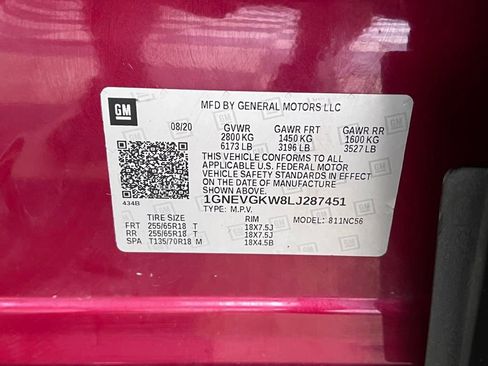 GM
MFD BY GENERAL MOTORS LLC
08/20 GVWR GAWR FRT GAWR RR
2800 KG 1450 KG 1600 KG
6173 LB 3196 LB 3527 LB
THIS VEHICLE CONFORMS TO ALL
APPLICABLE U.S. FEDERAL MOTOR
VEHICLE SAFETY STANDARDS IN EFFECT
ON THE DATE OF MANUFACTURE SHOWN ABOVE.
434B 1GNEVGKW8LJ287451
TYPE: M.P.V. MODEL: 811NC56
TIRE SIZE RIM
FRT 255/65R18 T 18X7.5J
RR 255/65R18 T 18X7.5J
SPA T135/70R18 M 18X4.5B